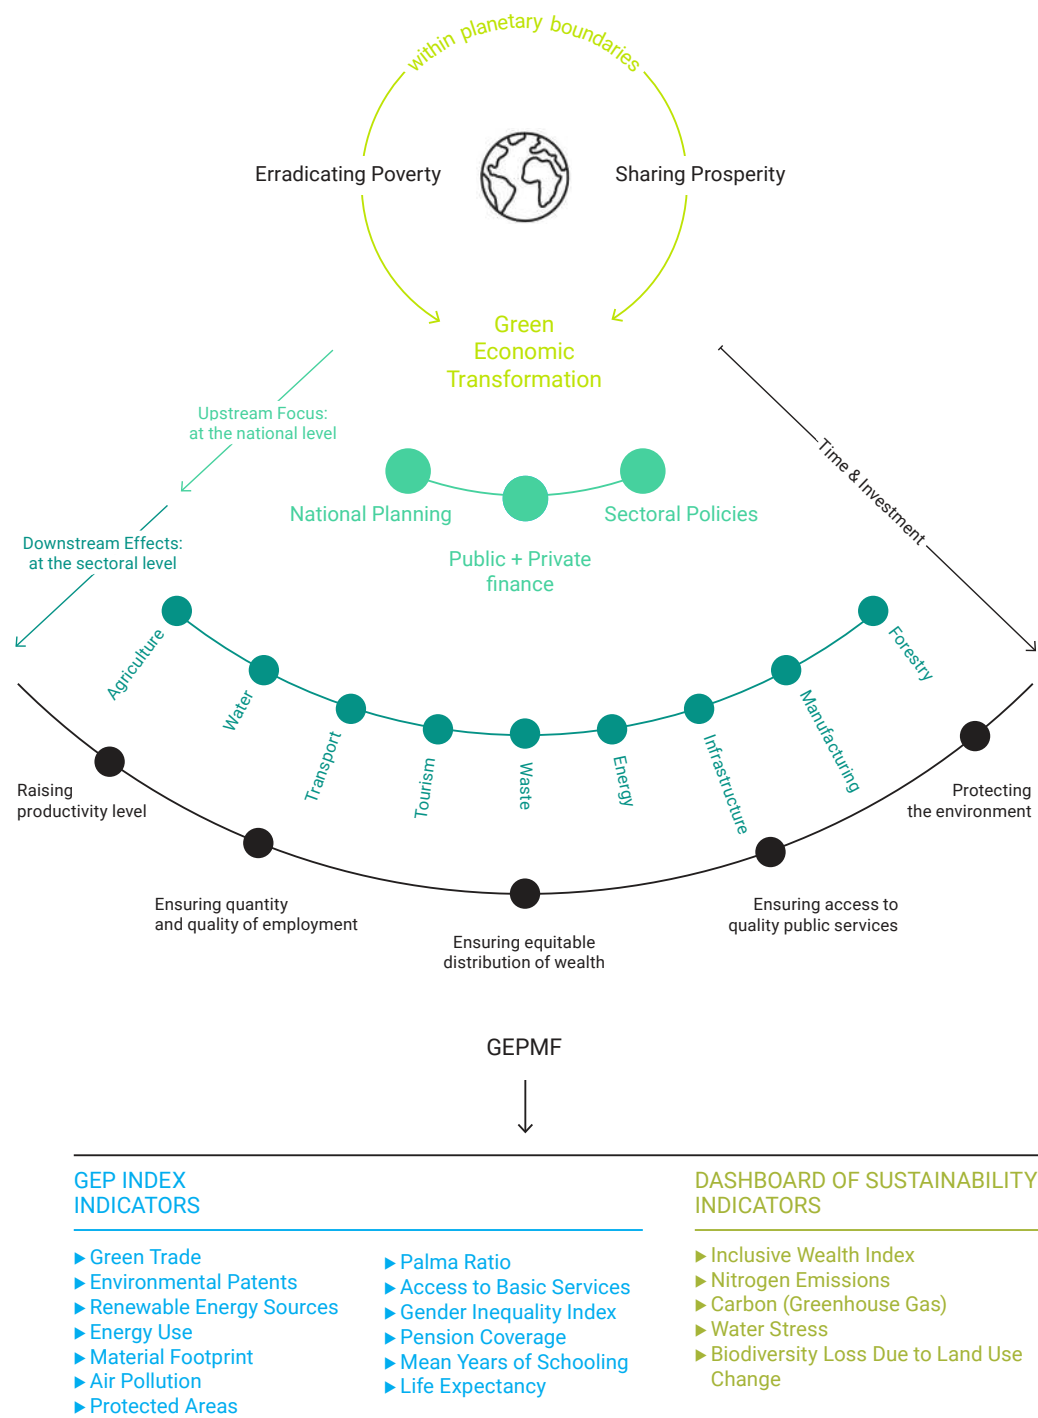 within planetary boundaries
Erradicating Poverty
Sharing Prosperity
Green
Economic
Transformation
Upstream Focus:
at the national level
Time & Investment
National Planning
Sectoral Policies
Public + Private
finance
Downstream Effects:
at the sectoral level
Agriculture
Water
Transport
Tourism
Waste
Energy
Infrastructure
Manufacturing
Forestry
Raising
productivity level
Ensuring quantity
and quality of employment
Ensuring equitable
distribution of wealth
Ensuring access to
quality public services
Protecting
the environment
GEPMF
GEP INDEX
INDICATORS
Green Trade
Environmental Patents
Renewable Energy Sources
Energy Use
Material Footprint
Air Pollution
Protected Areas
Palma Ratio
Access to Basic Services
Gender Inequality Index
Pension Coverage
Mean Years of Schooling
Life Expectancy
DASHBOARD OF SUSTAINABILITY
INDICATORS
Inclusive Wealth Index
Nitrogen Emissions
Carbon (Greenhouse Gas)
Water Stress
Biodiversity Loss Due to Land Use
Change